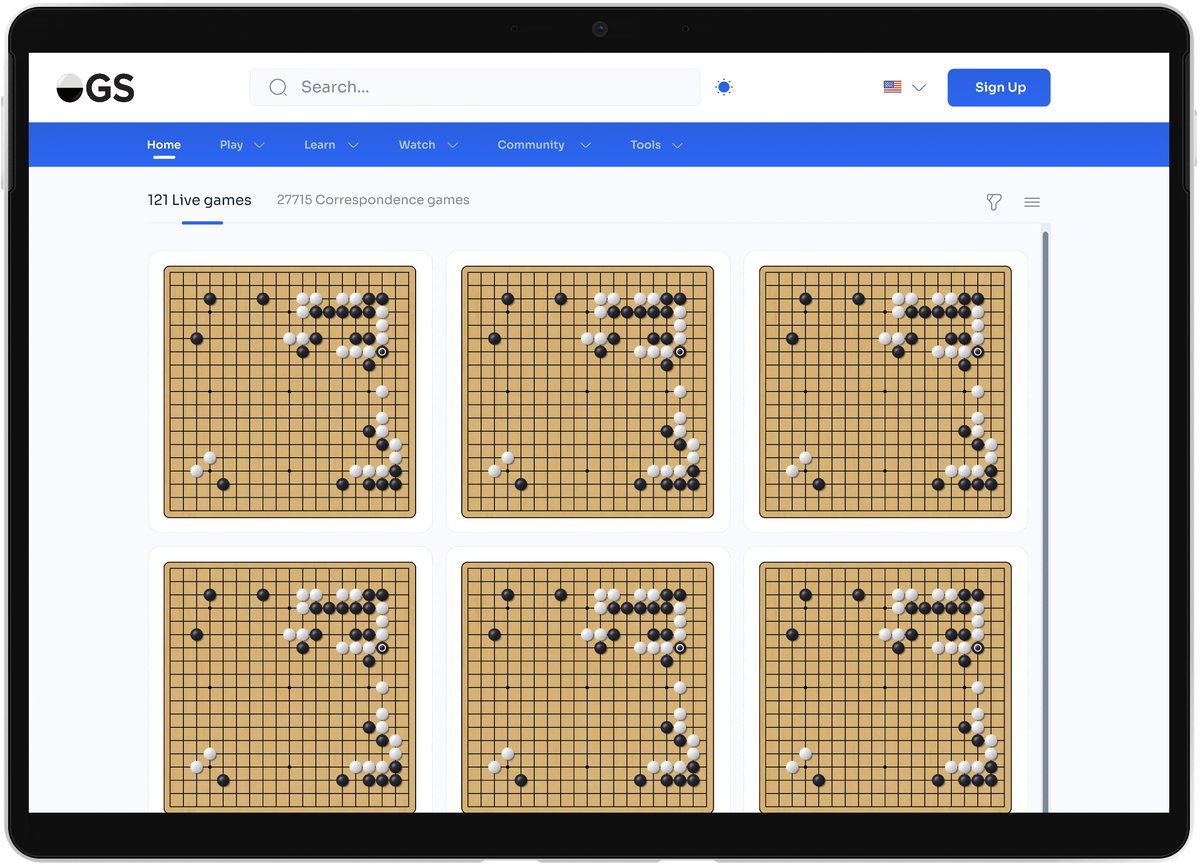 GS
Search...
Sign Up
Home Play Learn Watch Community Tools
121 Live games 27715 Correspondence games